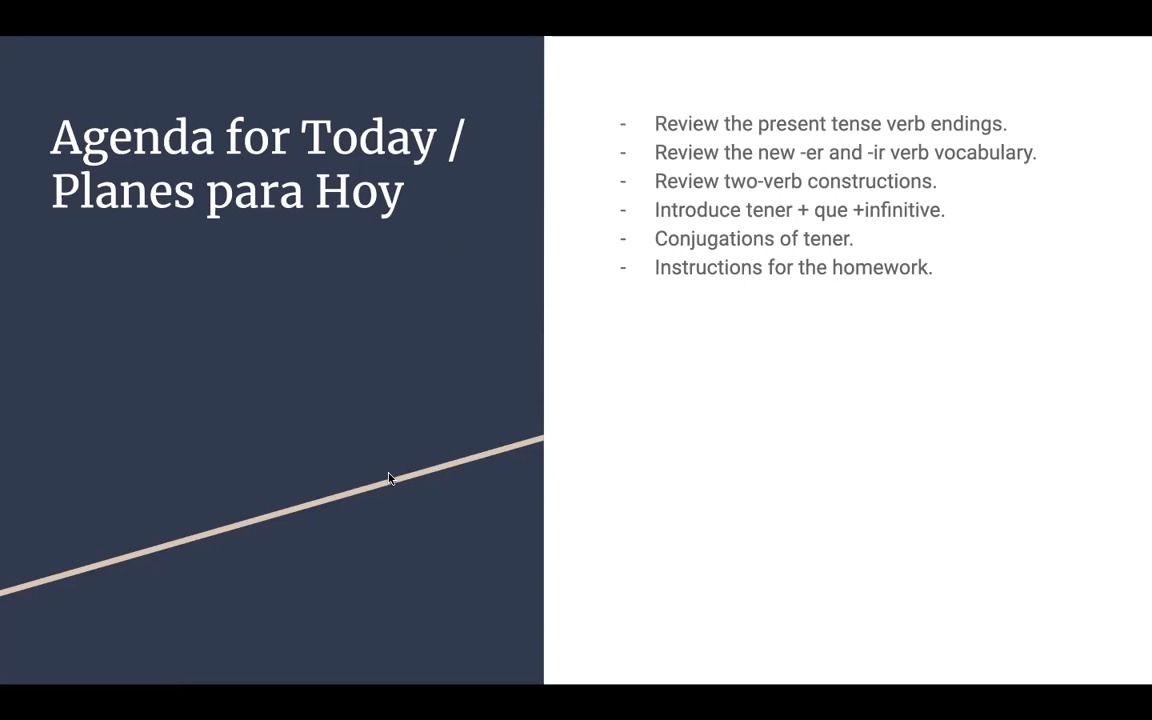 Agenda for Today /
Planes para Hoy
- Review the present tense verb endings.
- Review the new -er and -ir verb vocabulary.
- Review two-verb constructions.
- Introduce tener + que +infinitive.
- Conjugations of tener.
- Instructions for the homework.